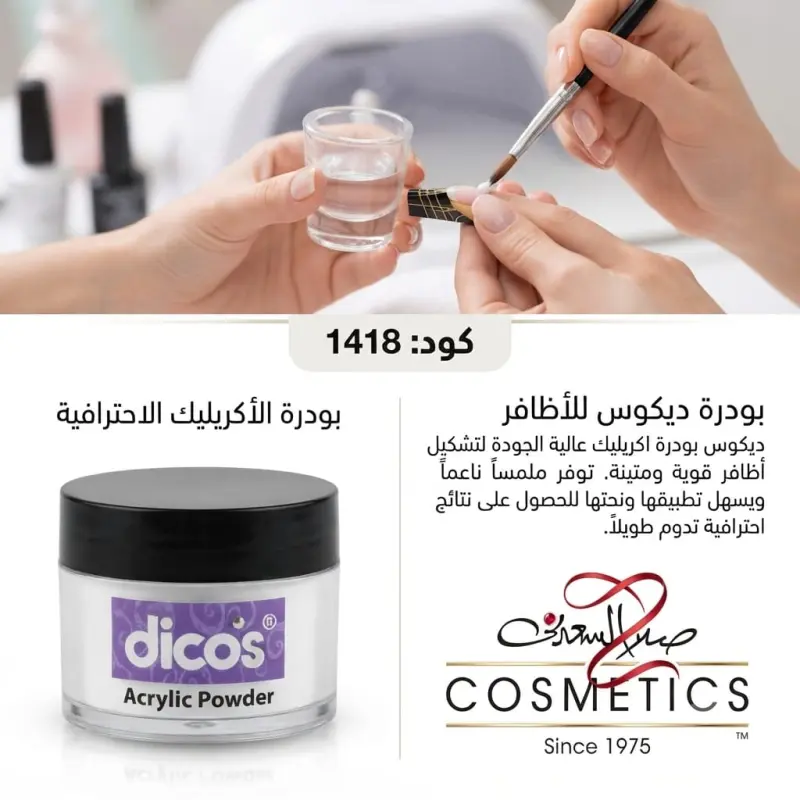 كود: 1418
بودرة ديكوس للأظافر
ديكوس بودرة اكريليك عالية الجودة لتشكيل
أظافر قوية ومتينة. توفر ملمساً ناعماً
ويسهل تطبيقها ونحتها للحصول على نتائج
احترافية تدوم طويلاً.
بودرة الأكريليك الاحترافية
dicos®
Acrylic Powder
COSMETICS
™
Since 1975